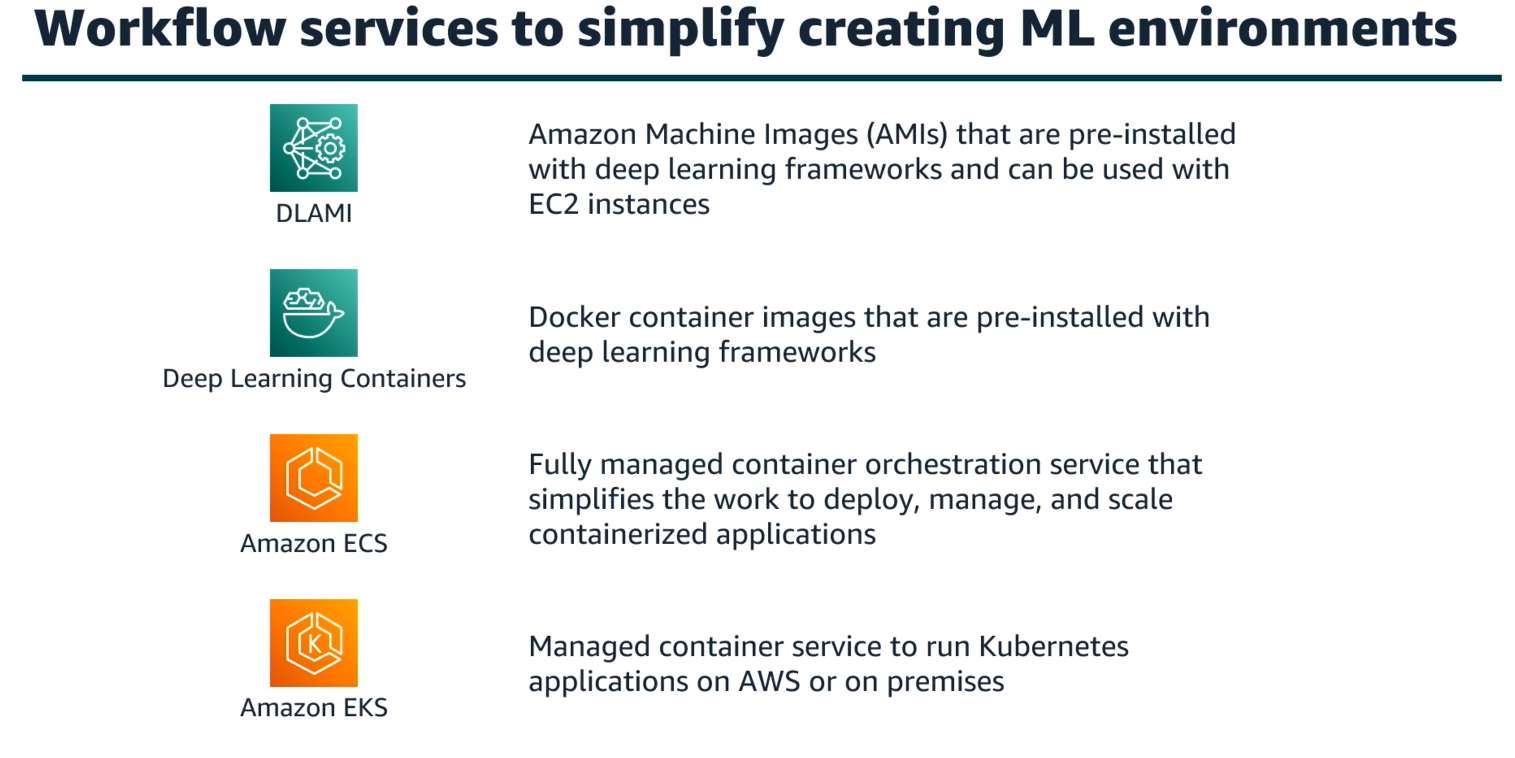 Workflow services to simplify creating ML environments
DLAMI
Amazon Machine Images (AMIs) that are pre-installed
with deep learning frameworks and can be used with
EC2 instances
Deep Learning Containers
Docker container images that are pre-installed with
deep learning frameworks
Amazon ECS
Fully managed container orchestration service that
simplifies the work to deploy, manage, and scale
containerized applications
K
Amazon EKS
Managed container service to run Kubernetes
applications on AWS or on premises